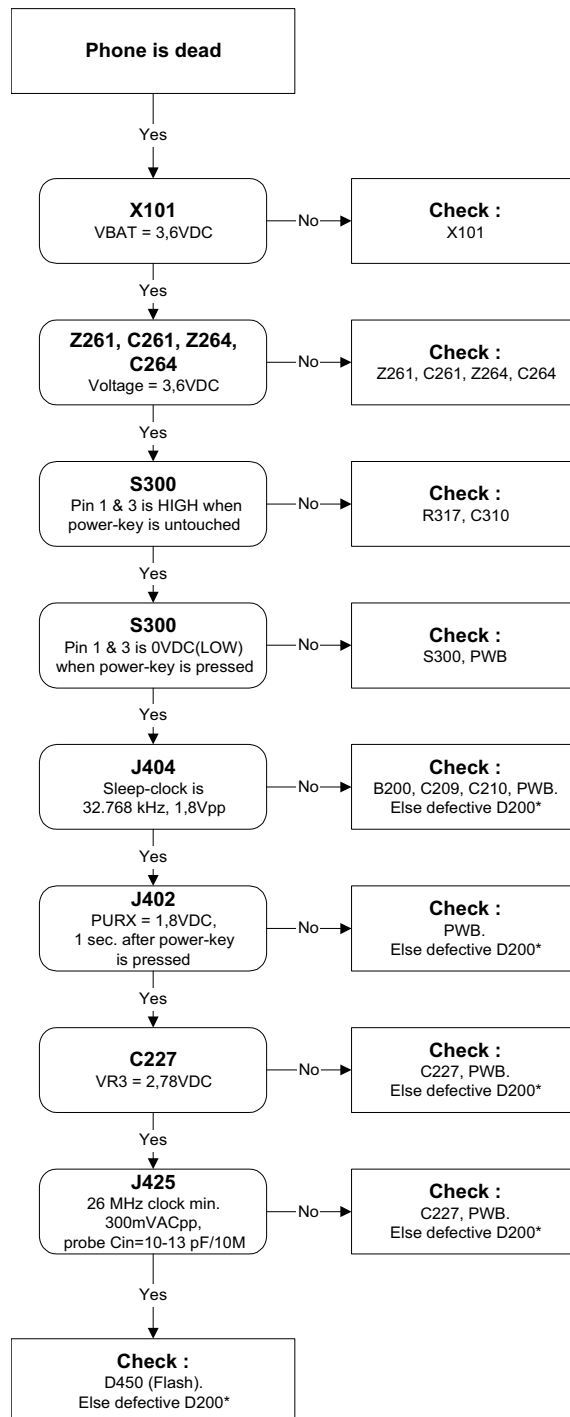 Phone is dead
Yes
X101
VBAT = 3,6VDC
No
Check :
X101
Yes
Z261, C261, Z264,
C264
Voltage = 3,6VDC
No
Check :
Z261, C261, Z264, C264
Yes
S300
Pin 1 & 3 is HIGH when
power-key is untouched
No
Check :
R317, C310
Yes
S300
Pin 1 & 3 is 0VDC(LOW)
when power-key is pressed
No
Check :
S300, PWB
Yes
J404
Sleep-clock is
32.768 kHz, 1,8Vpp
No
Check :
B200, C209, C210, PWB.
Else defective D200*
Yes
J402
PURX = 1,8VDC,
1 sec. after power-key
is pressed
No
Check :
PWB.
Else defective D200*
Yes
C227
VR3 = 2,78VDC
No
Check :
C227, PWB.
Else defective D200*
Yes
J425
26 MHz clock min.
300mVACpp,
probe Cin=10-13 pF/10M
No
Check :
C227, PWB.
Else defective D200*
Yes
Check :
D450 (Flash).
Else defective D200*